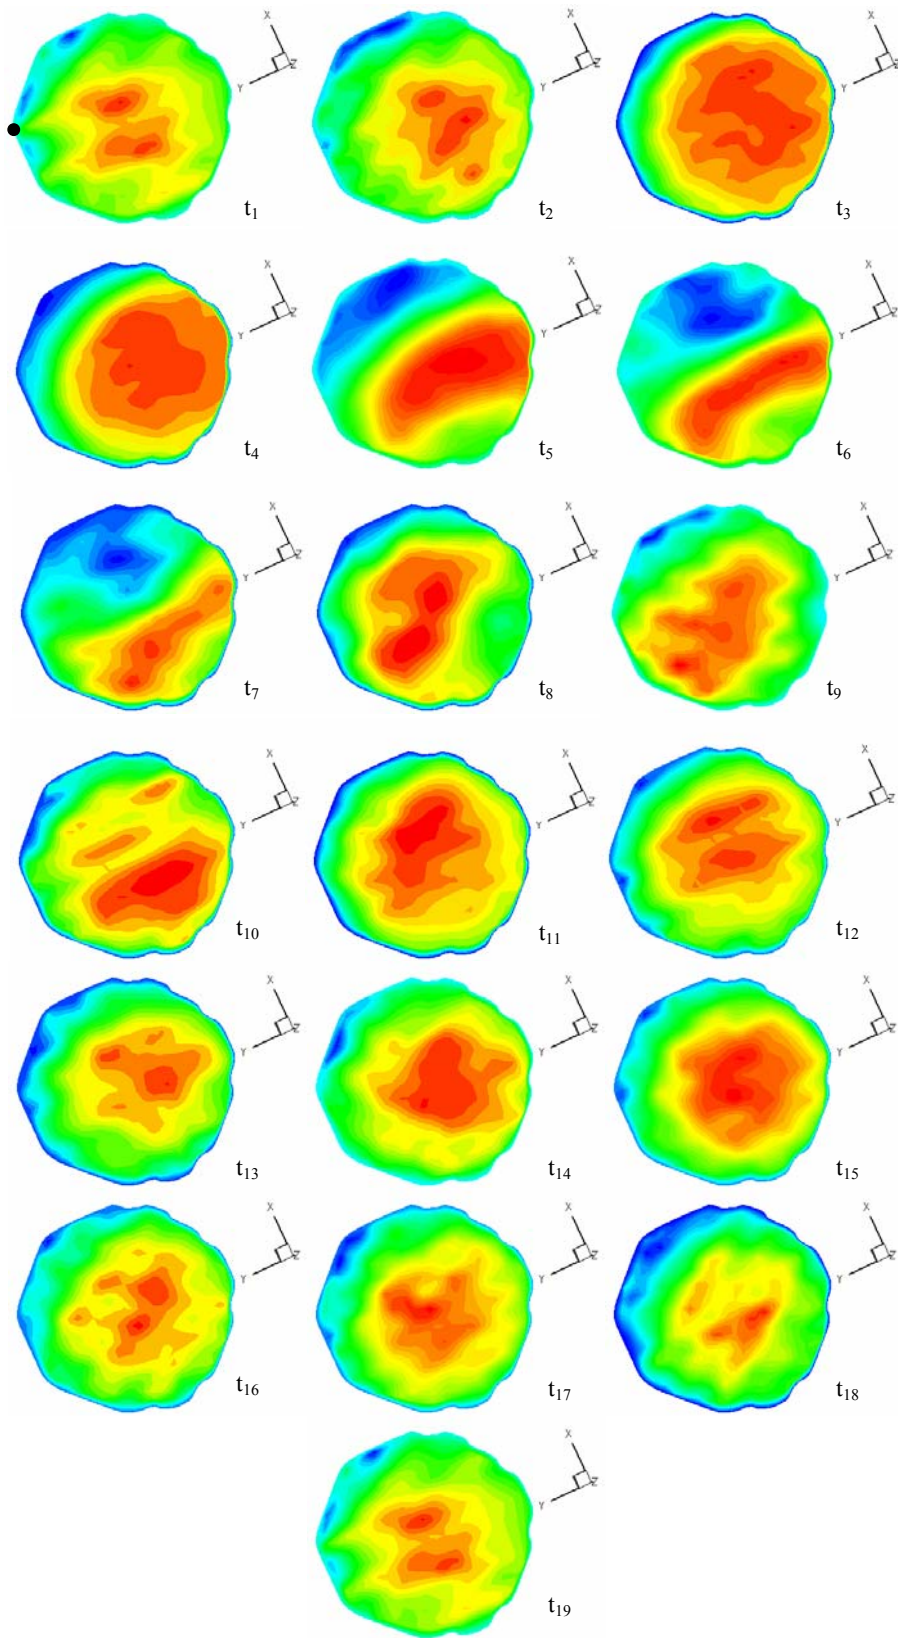 X Y Z t1
X Y Z t2
X Y Z t3
X Y Z t4
X Y Z t5
X Y Z t6
X Y Z t7
X Y Z t8
X Y Z t9
X Y Z t10
X Y Z t11
X Y Z t12
X Y Z t13
X Y Z t14
X Y Z t15
X Y Z t16
X Y Z t17
X Y Z t18
X Y Z t19